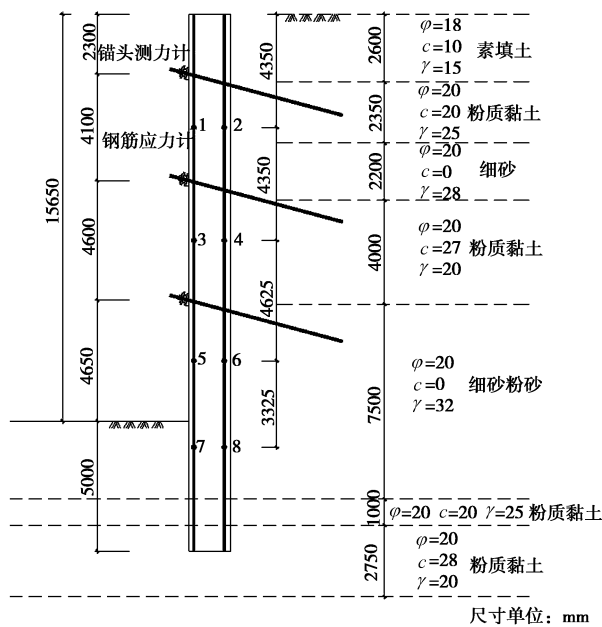 2300
4100
4600
4650
5000
15650
锚头测力计
钢筋应力计
1
2
3
4
5
6
7
8
4350
4350
4625
3325
2600
2350
2200
4000
7500
1000
2750
φ=18
c=10 素填土
γ=15
φ=20
c=20 粉质黏土
γ=25
φ=20
c=0 细砂
γ=28
φ=20
c=27 粉质黏土
γ=20
φ=20
c=0 细砂粉砂
γ=32
φ=20 c=20 γ=25 粉质黏土
φ=20
c=28 粉质黏土
γ=20
尺寸单位：mm